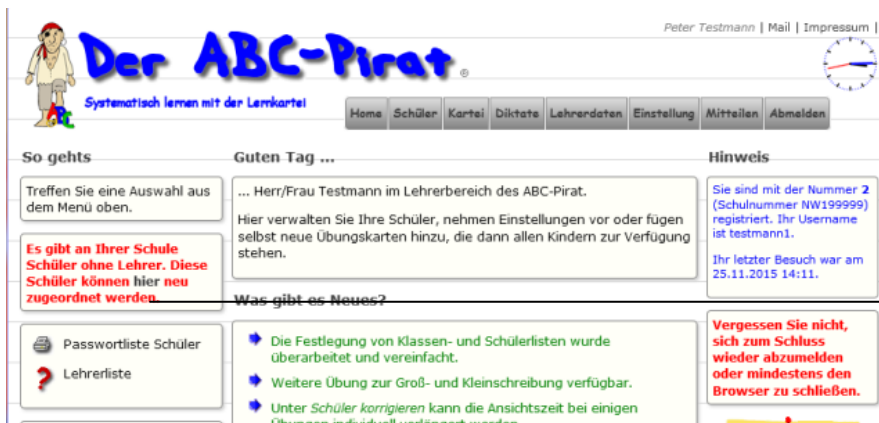 Peter Testmann | Mail | Impressum |
Der ABC-Pirat ©
Systematisch lernen mit der Lernkartei
Home Schüler Kartei Diktate Lehrerdaten Einstellung Mitteilen Abmelden
So gehts
Treffen Sie eine Auswahl aus
dem Menü oben.
Es gibt an Ihrer Schule
Schüler ohne Lehrer. Diese
Schüler können hier neu
zugeordnet werden.
Passwortliste Schüler
Lehrerliste
Guten Tag ...
... Herr/Frau Testmann im Lehrerbereich des ABC-Pirat.
Hier verwalten Sie Ihre Schüler, nehmen Einstellungen vor oder fügen
selbst neue Übungskarten hinzu, die dann allen Kindern zur Verfügung
stehen.
Was gibt es Neues?
Die Festlegung von Klassen- und Schülerlisten wurde
überarbeitet und vereinfacht.
Weitere Übung zur Groß- und Kleinschreibung verfügbar.
Unter Schüler korrigieren kann die Ansichtszeit bei einigen
Übungen individuell verlängert werden.
Hinweis
Sie sind mit der Nummer 2
(Schulnummer NW199999)
registriert. Ihr Username
ist testmann1.
Ihr letzter Besuch war am
25.11.2015 14:11.
Vergessen Sie nicht,
sich zum Schluss
wieder abzumelden
oder mindestens den
Browser zu schließen.